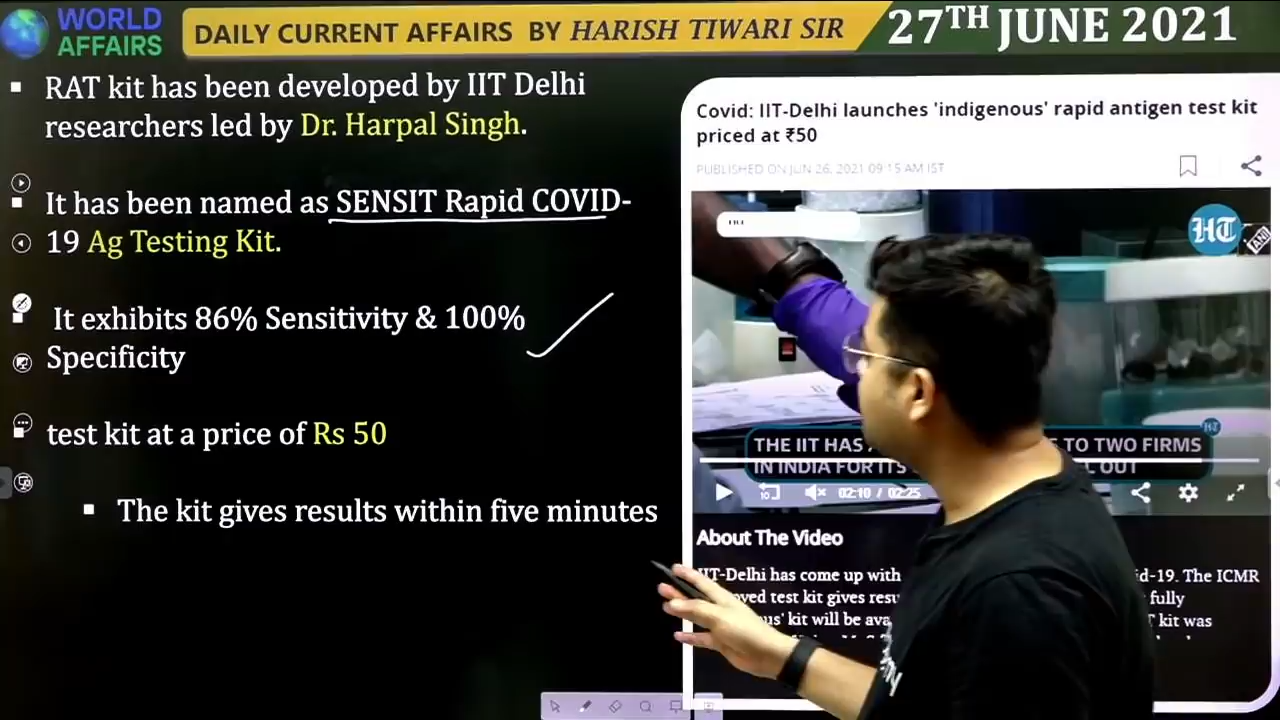 WORLD
AFFAIRS
DAILY CURRENT AFFAIRS BY HARISH TIWARI SIR
27TH JUNE 2021
RAT kit has been developed by IIT Delhi
researchers led by Dr. Harpal Singh.
It has been named as SENSIT Rapid COVID-
19 Ag Testing Kit.
It exhibits 86% Sensitivity & 100%
Specificity
test kit at a price of Rs 50
The kit gives results within five minutes
Covid: IIT-Delhi launches 'indigenous' rapid antigen test kit
priced at ₹50
PUBLISHED ON JUN 26, 2021 09:15 AM IST
HT
ANI
THE IIT HAS TO TWO FIRMS
IN INDIA FOR ITS OUT
HT
10
02:10 / 02:25
About The Video
IIT-Delhi has come up with id-19. The ICMR
test kit gives fully
kit will be kit was